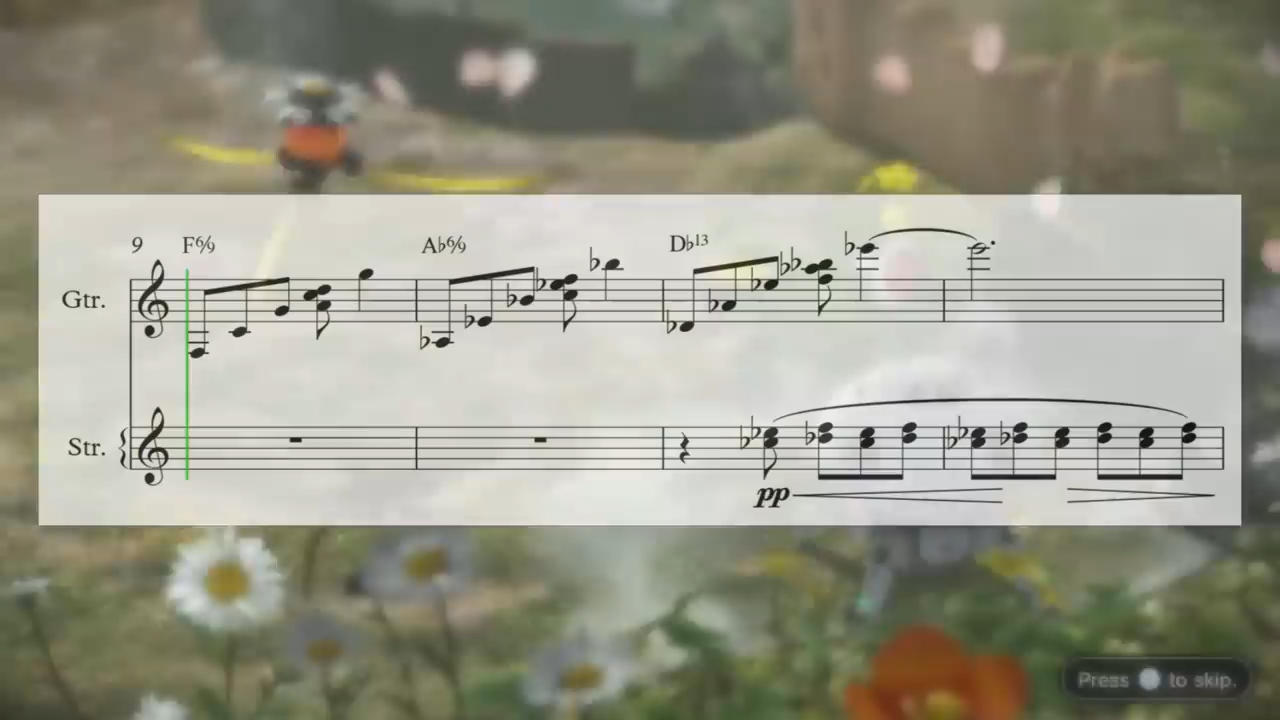 9 F6/9 A♭6/9 D♭13
Gtr.
Str.
pp
Press to skip.